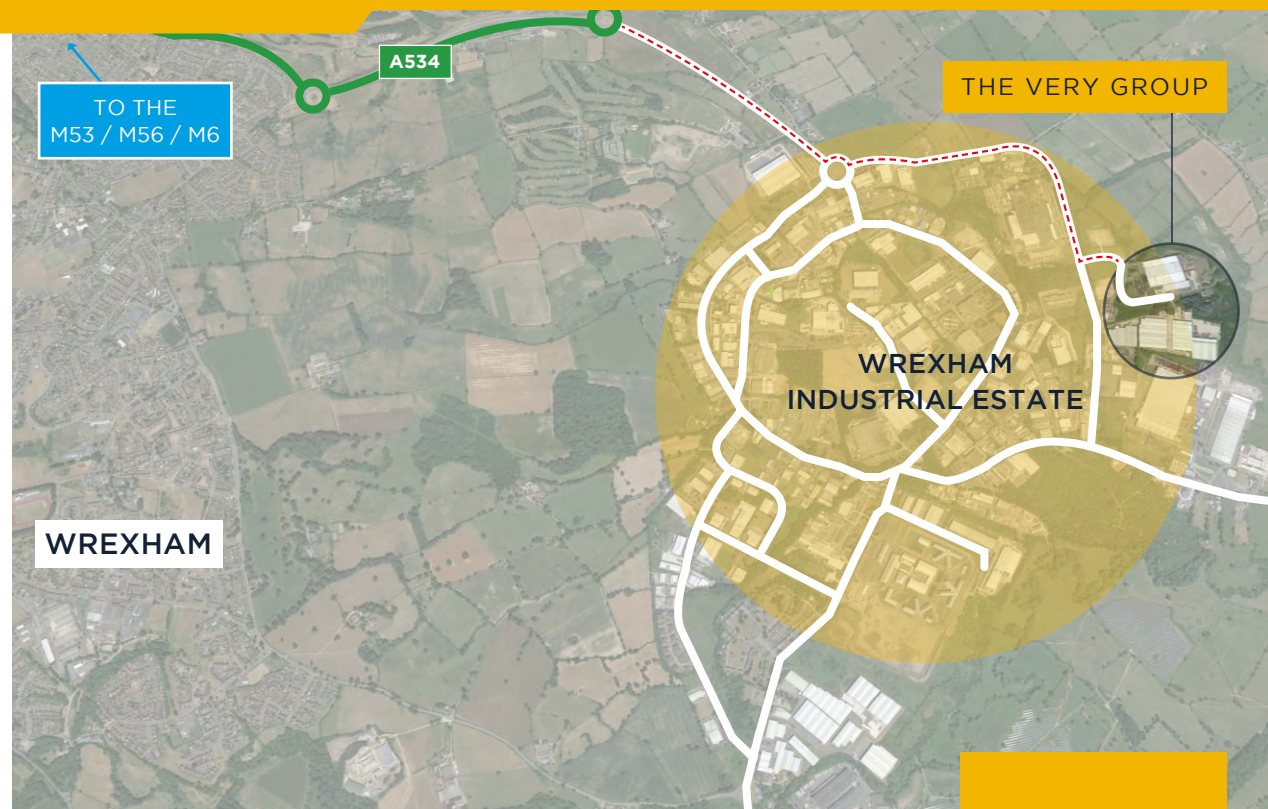 A534
TO THE
M53 / M56 / M6
THE VERY GROUP
WREXHAM
INDUSTRIAL ESTATE
WREXHAM